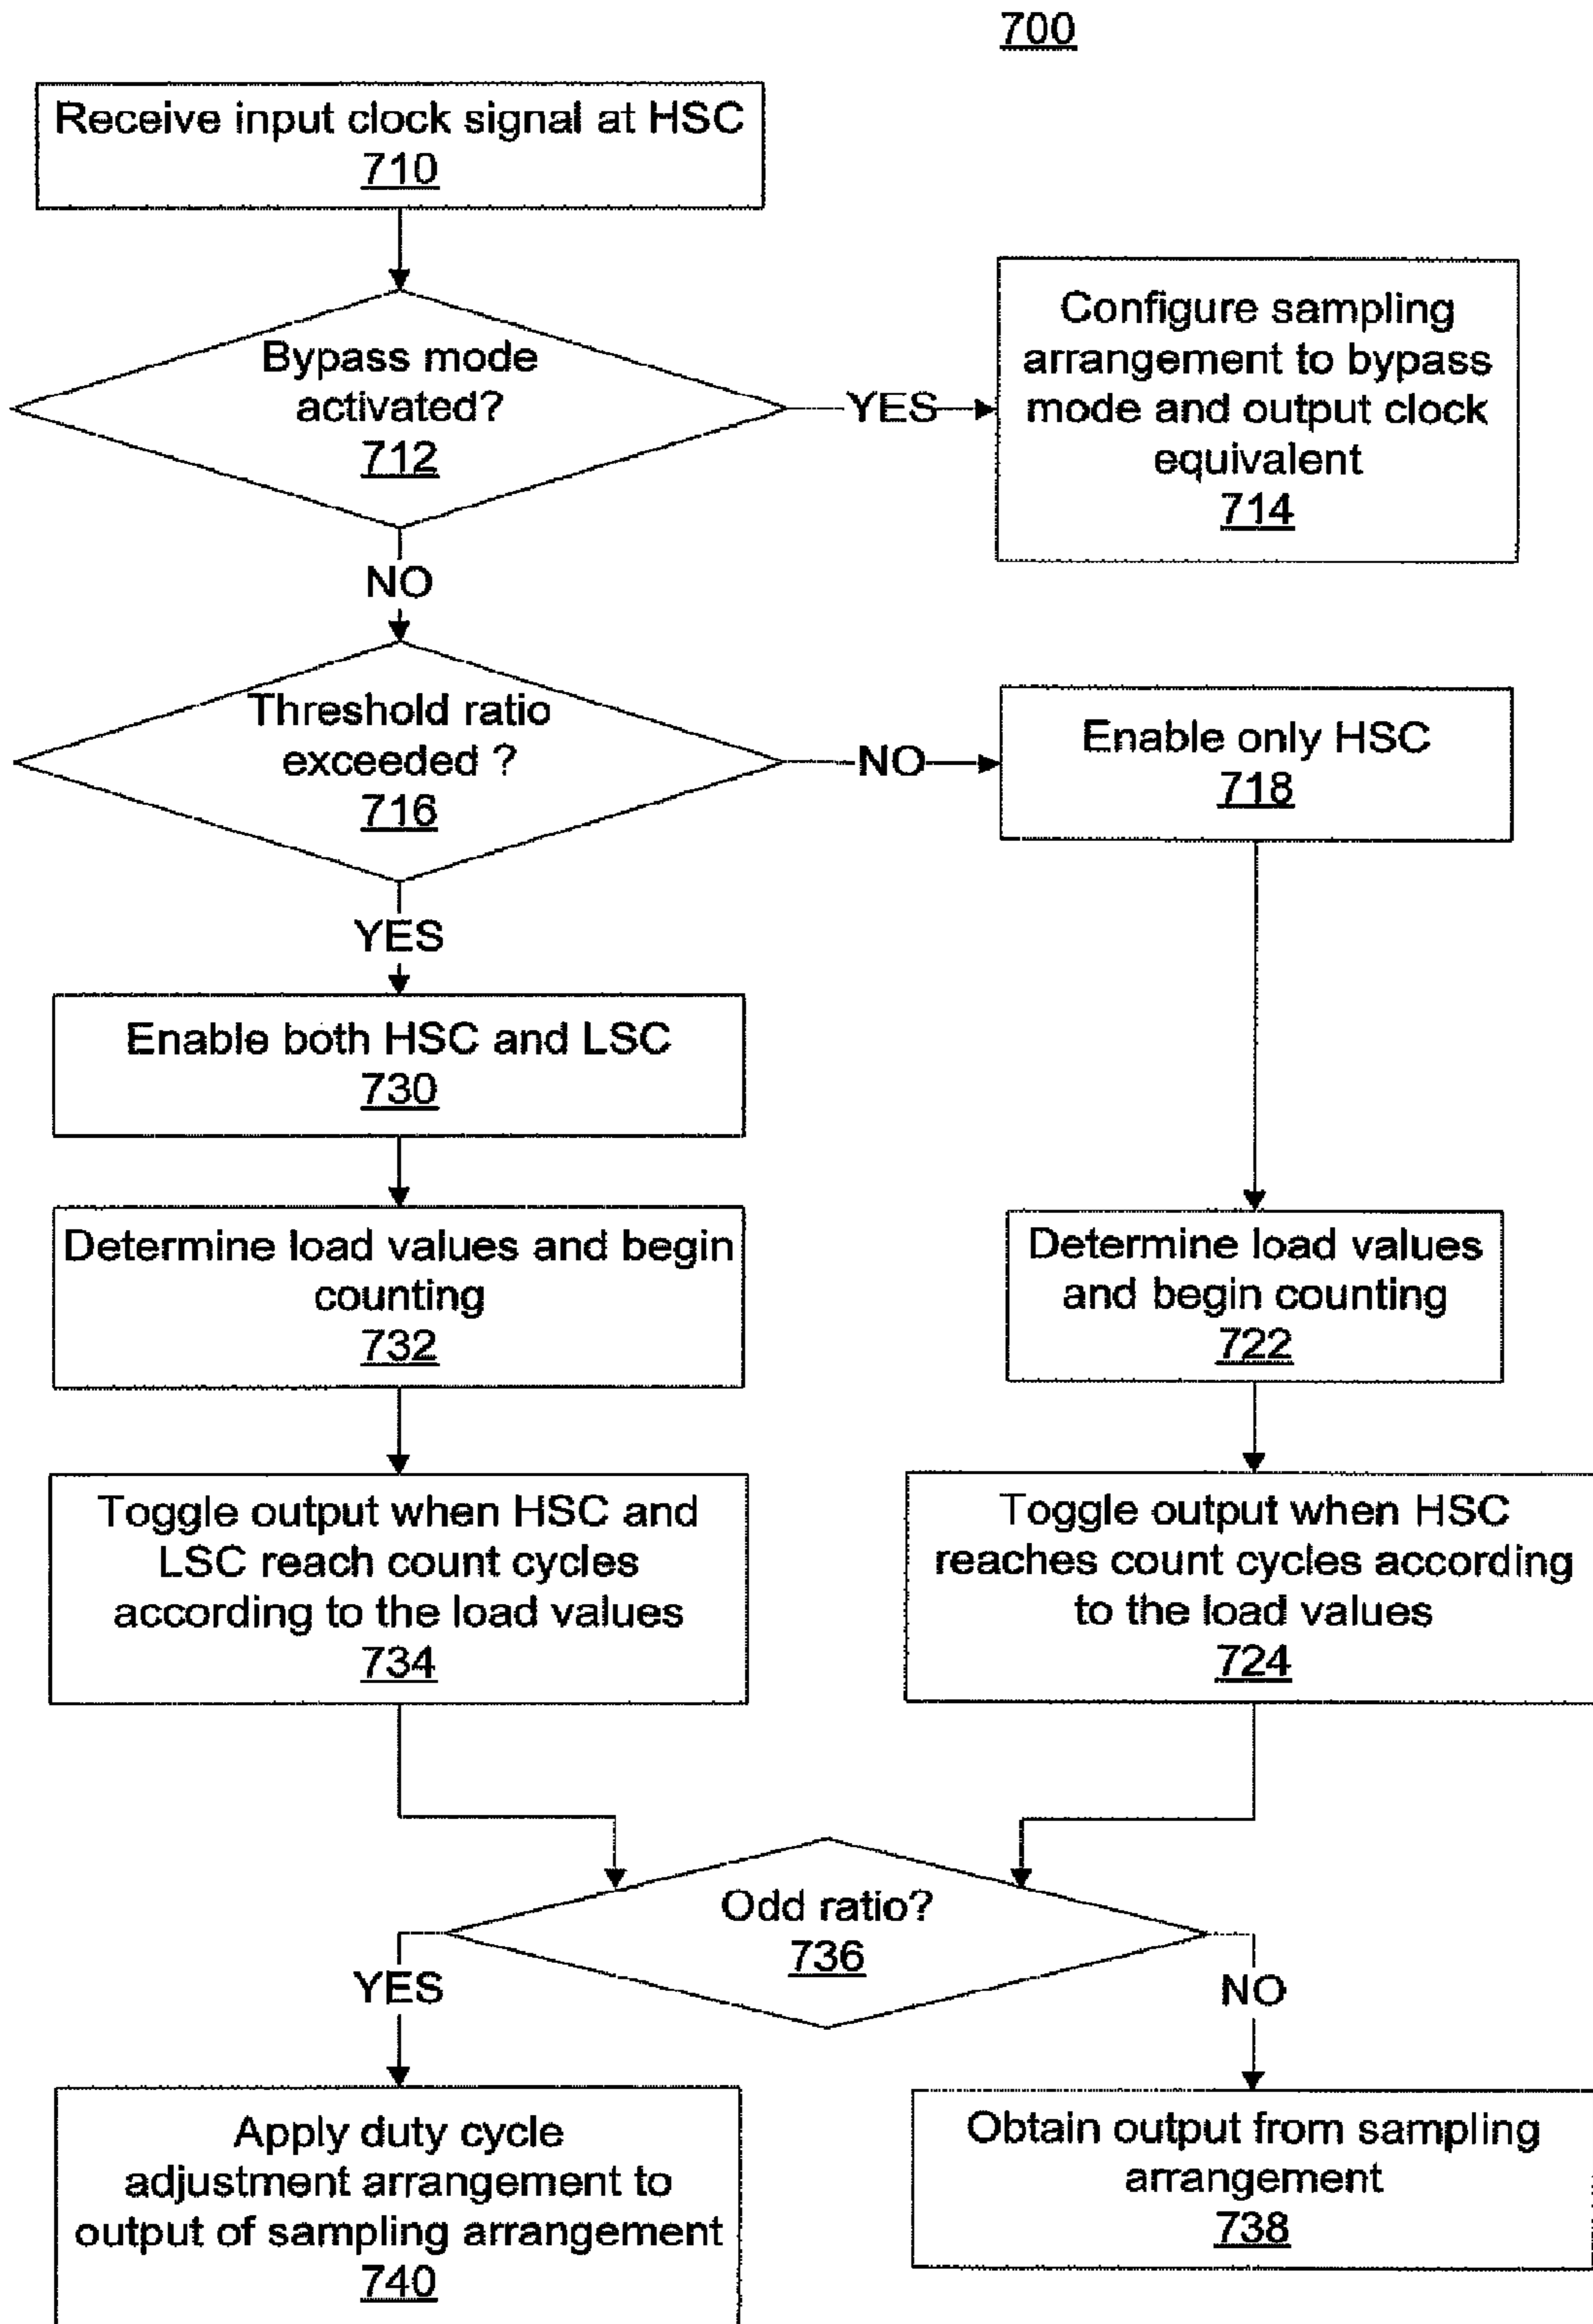 700
Receive input clock signal at HSC
710
Bypass mode
activated?
712
YES
Configure sampling
arrangement to bypass
mode and output clock
equivalent
714
NO
Threshold ratio
exceeded ?
716
NO
Enable only HSC
718
YES
Enable both HSC and LSC
730
Determine load values and begin
counting
732
Determine load values
and begin counting
722
Toggle output when HSC and
LSC reach count cycles
according to the load values
734
Toggle output when HSC
reaches count cycles according
to the load values
724
Odd ratio?
736
YES
NO
Apply duty cycle
adjustment arrangement to
output of sampling arrangement
740
Obtain output from sampling
arrangement
738